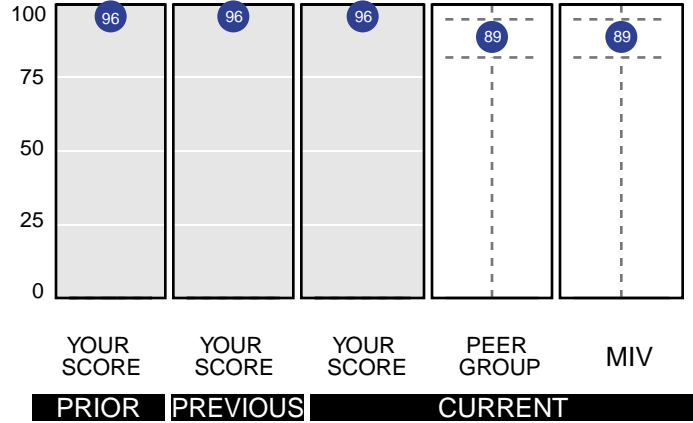 100
96
96
96
89
89
75
50
25
0
YOUR
SCORE
YOUR
SCORE
YOUR
SCORE
PEER
GROUP
MIV
PRIOR
PREVIOUS
CURRENT